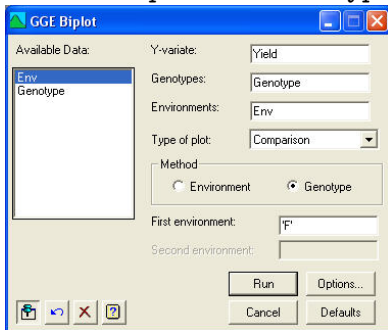 GGE Biplot
Available Data:
Env
Genotype
Y-variate: Yield
Genotypes: Genotype
Environments: Env
Type of plot: Comparison
Method
Environment Genotype
First environment: 'F'
Second environment:
Run Options...
Cancel Defaults